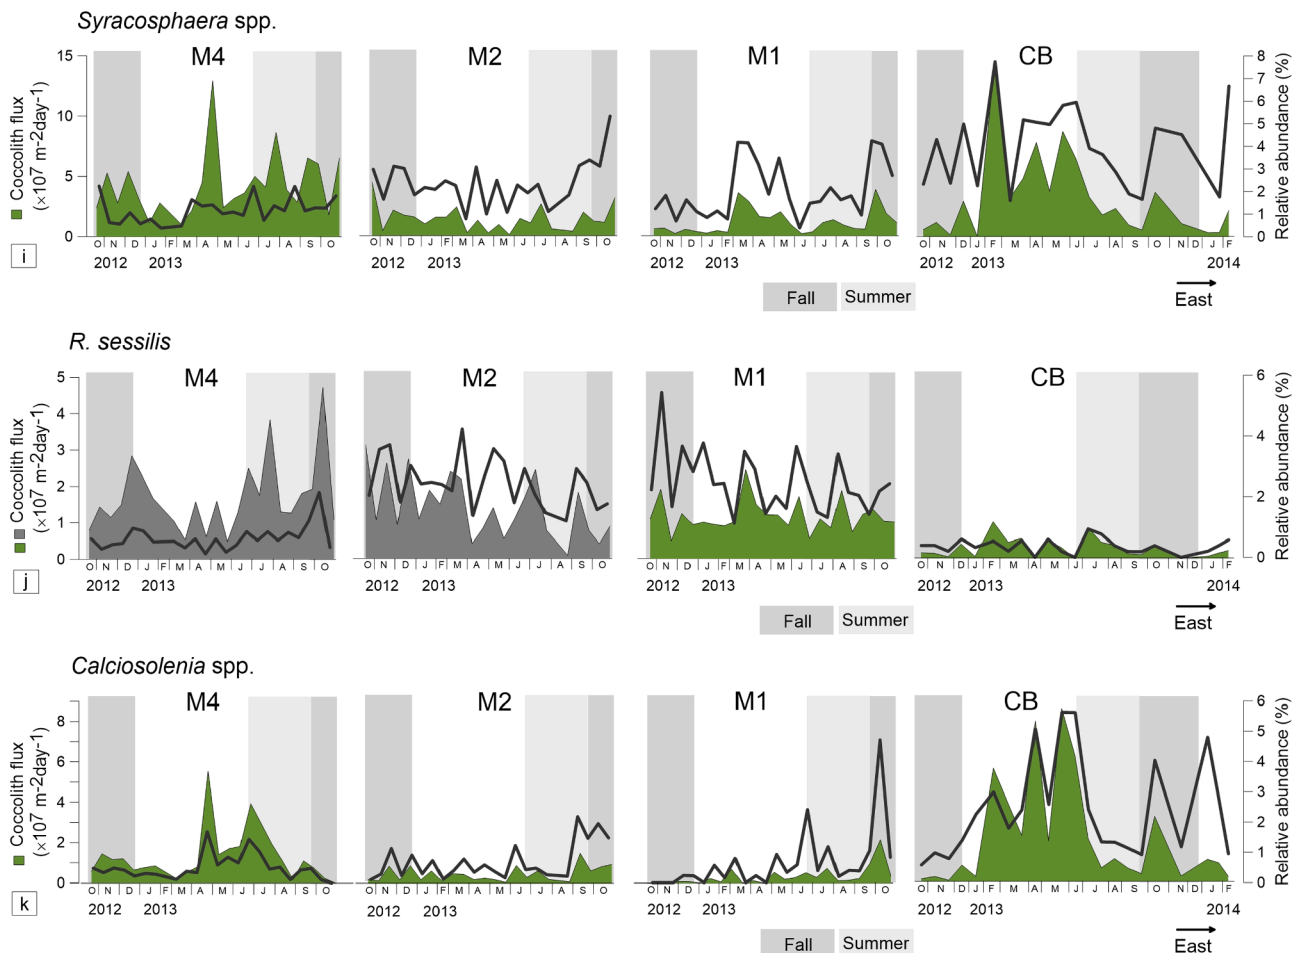 Syracosphaera spp.
M4 M2 M1 CB
Coccolith flux
(×107 m-2day-1)
15
10
5
0
8
7
6
5
4
3
2
1
0
Relative abundance (%)
O N D J F M A M J J A S O
O N D J F M A M J J A S O
O N D J F M A M J J A S O
O N D J F M A M J J A S O N D J F
2012 2013 2012 2013 2012 2013 2012 2013 2014
i
Fall Summer
East
R. sessilis
M4 M2 M1 CB
Coccolith flux
(×107 m-2day-1)
5
4
3
2
1
0
6
4
2
0
Relative abundance (%)
O N D J F M A M J J A S O
O N D J F M A M J J A S O
O N D J F M A M J J A S O
O N D J F M A M J J A S O N D J F
2012 2013 2012 2013 2012 2013 2012 2013 2014
j
Fall Summer
East
Calciosolenia spp.
M4 M2 M1 CB
Coccolith flux
(×107 m-2day-1)
8
6
4
2
0
6
5
4
3
2
1
0
Relative abundance (%)
O N D J F M A M J J A S O
O N D J F M A M J J A S O
O N D J F M A M J J A S O
O N D J F M A M J J A S O N D J F
2012 2013 2012 2013 2012 2013 2012 2013 2014
k
Fall Summer
East